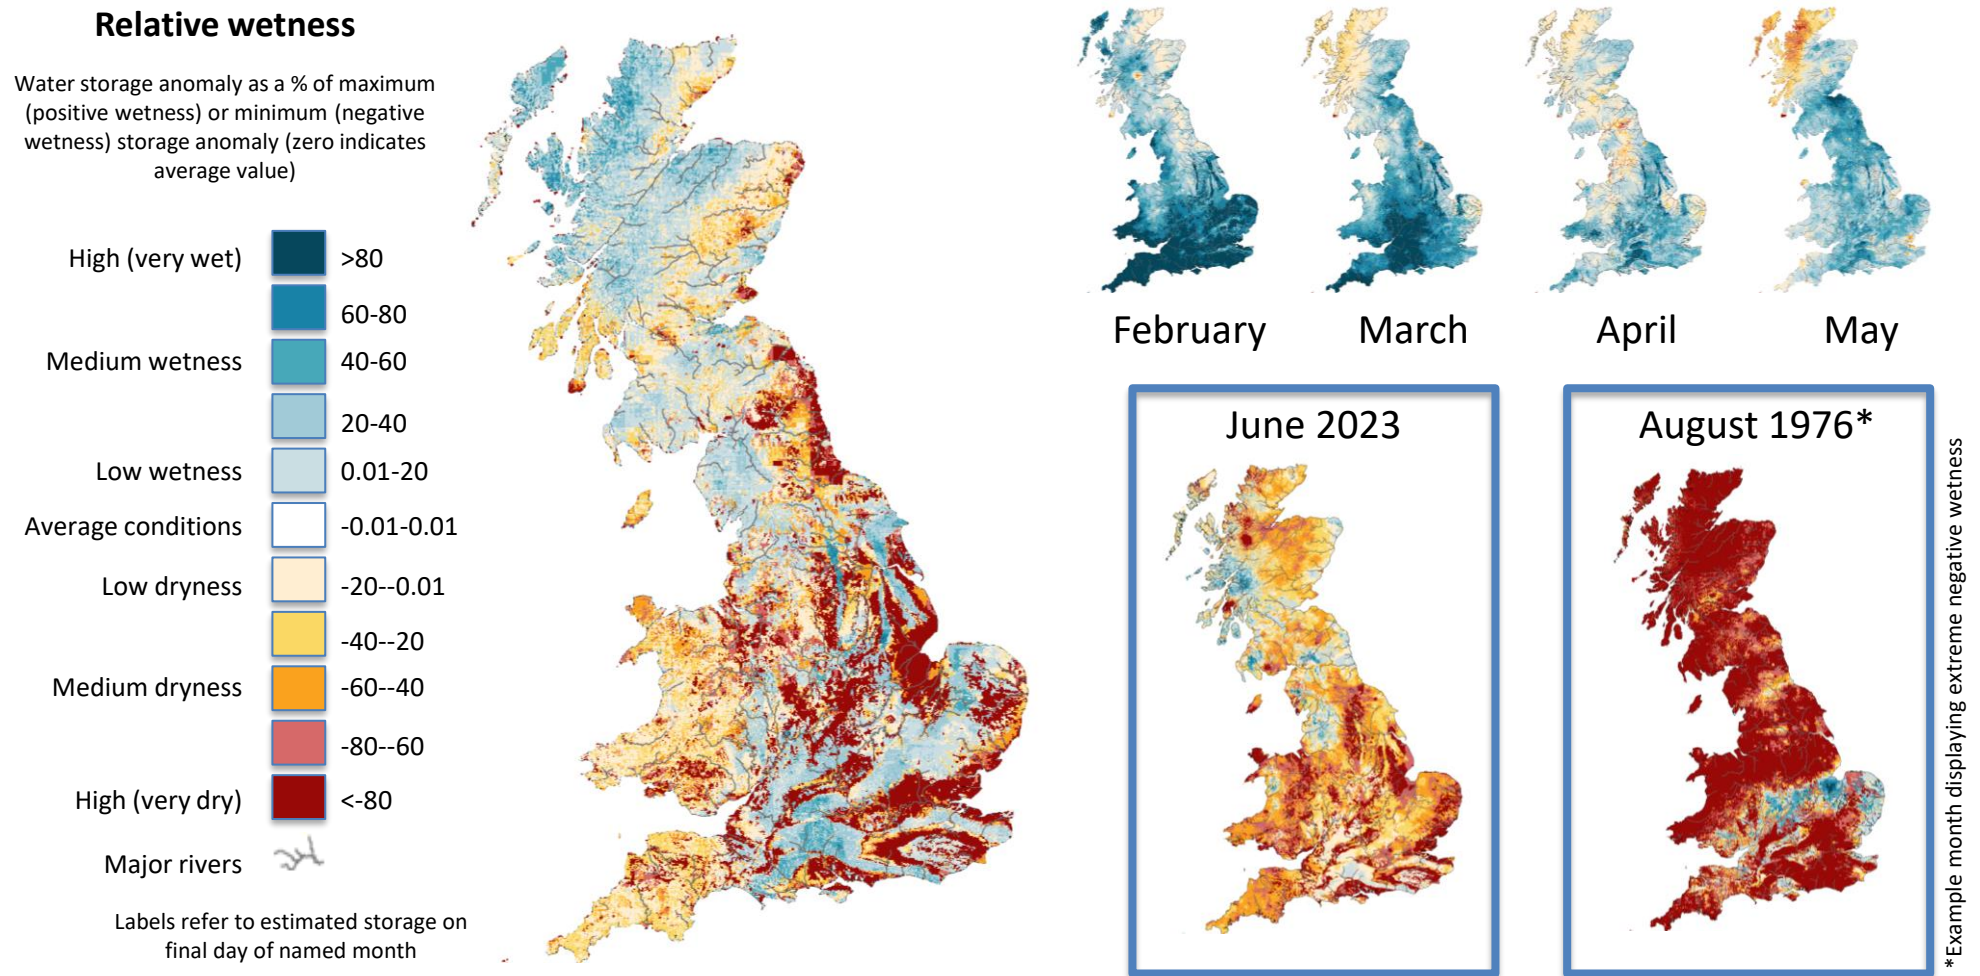 Relative wetness
Water storage anomaly as a % of maximum
(positive wetness) or minimum (negative
wetness) storage anomaly (zero indicates
average value)
High (very wet) >80
60-80
Medium wetness 40-60
20-40
Low wetness 0.01-20
Average conditions -0.01-0.01
Low dryness -20--0.01
-40--20
Medium dryness -60--40
-80--60
High (very dry) <-80
Major rivers
Labels refer to estimated storage on
final day of named month
February March April May
June 2023
August 1976*
*Example month displaying extreme negative wetness